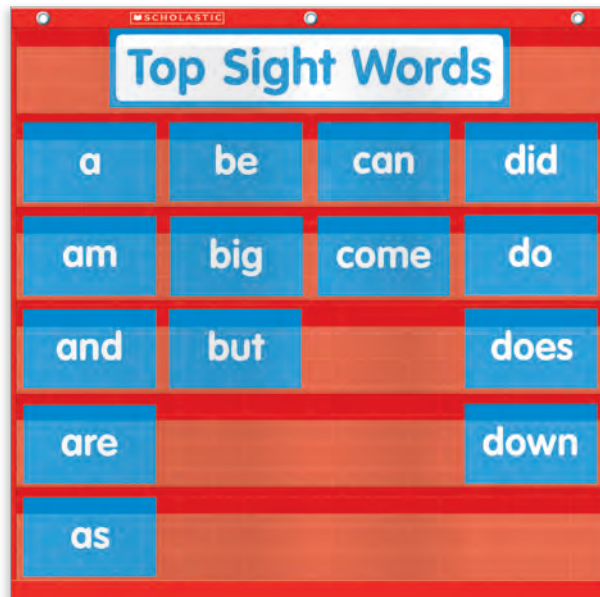 SCHOLASTIC
Top Sight Words
a be can did
am big come do
and but does
are down
as